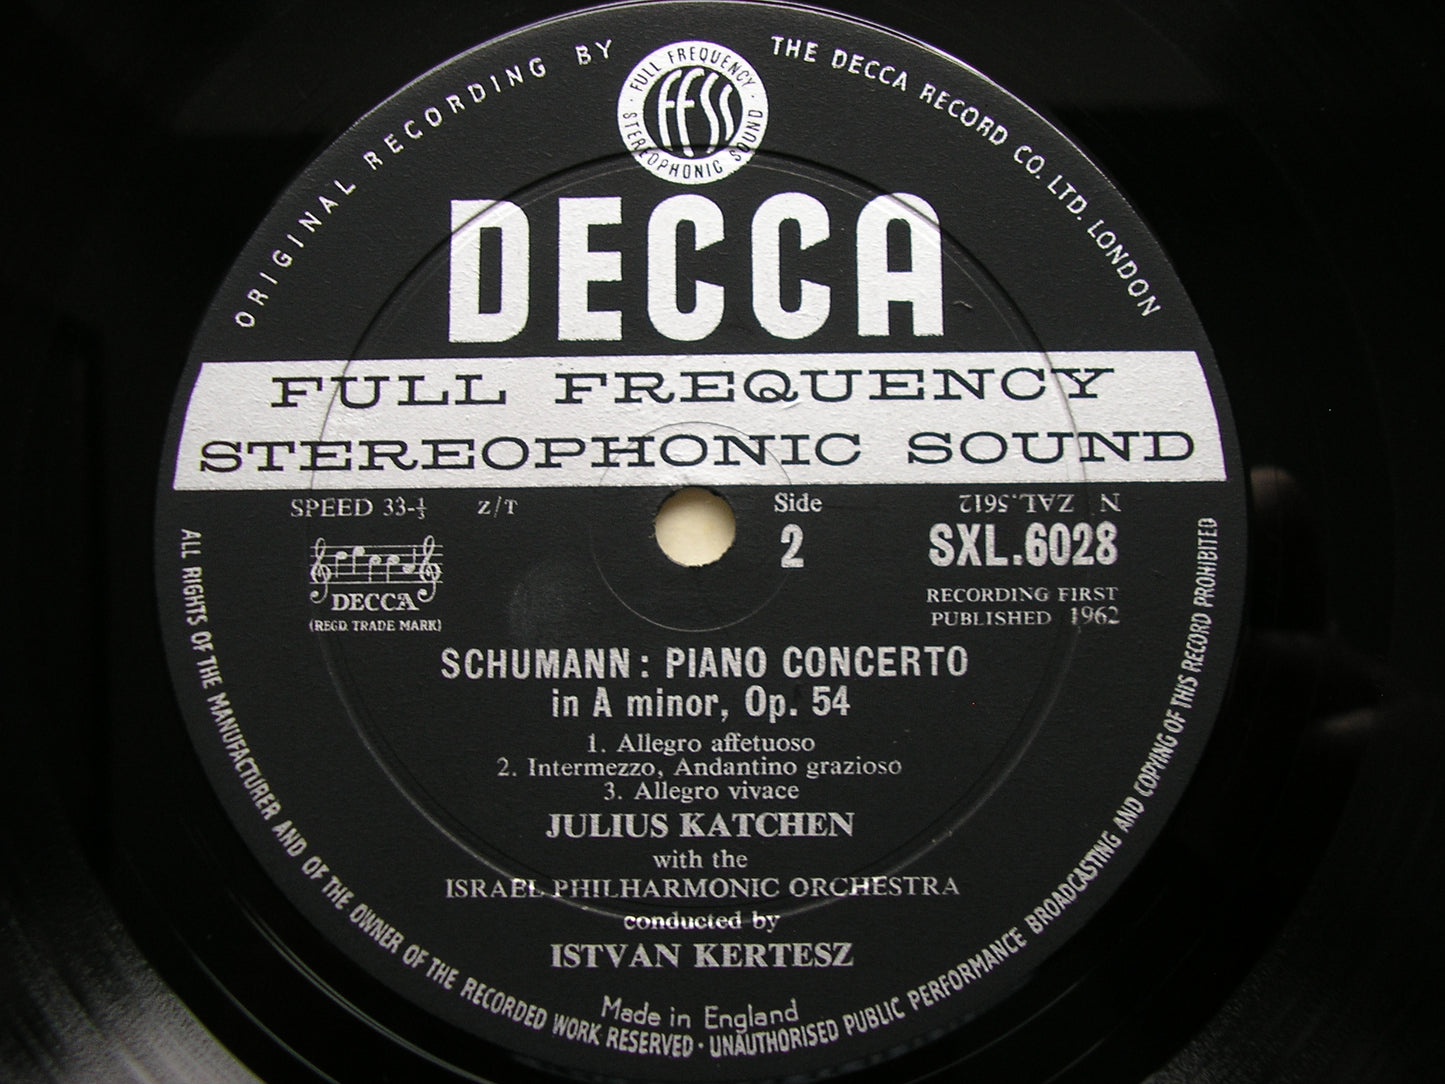 ORIGINAL RECORDING BY
THE DECCA RECORD CO. LTD. LONDON
FULL FREQUENCY
FFSS
STEREOPHONIC SOUND
DECCA
FULL FREQUENCY
STEREOPHONIC SOUND
SPEED 33-⅓ Z/T
Side
2
N ZAL.5612
SXL.6028
DECCA
(REGD. TRADE MARK)
RECORDING FIRST
PUBLISHED 1962
SCHUMANN : PIANO CONCERTO
in A minor, Op. 54
1. Allegro affetuoso
2. Intermezzo, Andantino grazioso
3. Allegro vivace
JULIUS KATCHEN
with the
ISRAEL PHILHARMONIC ORCHESTRA
conducted by
ISTVAN KERTESZ
Made in England
ALL RIGHTS OF THE MANUFACTURER AND OF THE OWNER OF THE RECORDED WORK RESERVED · UNAUTHORISED PUBLIC PERFORMANCE BROADCASTING AND COPYING OF THIS RECORD PROHIBITED